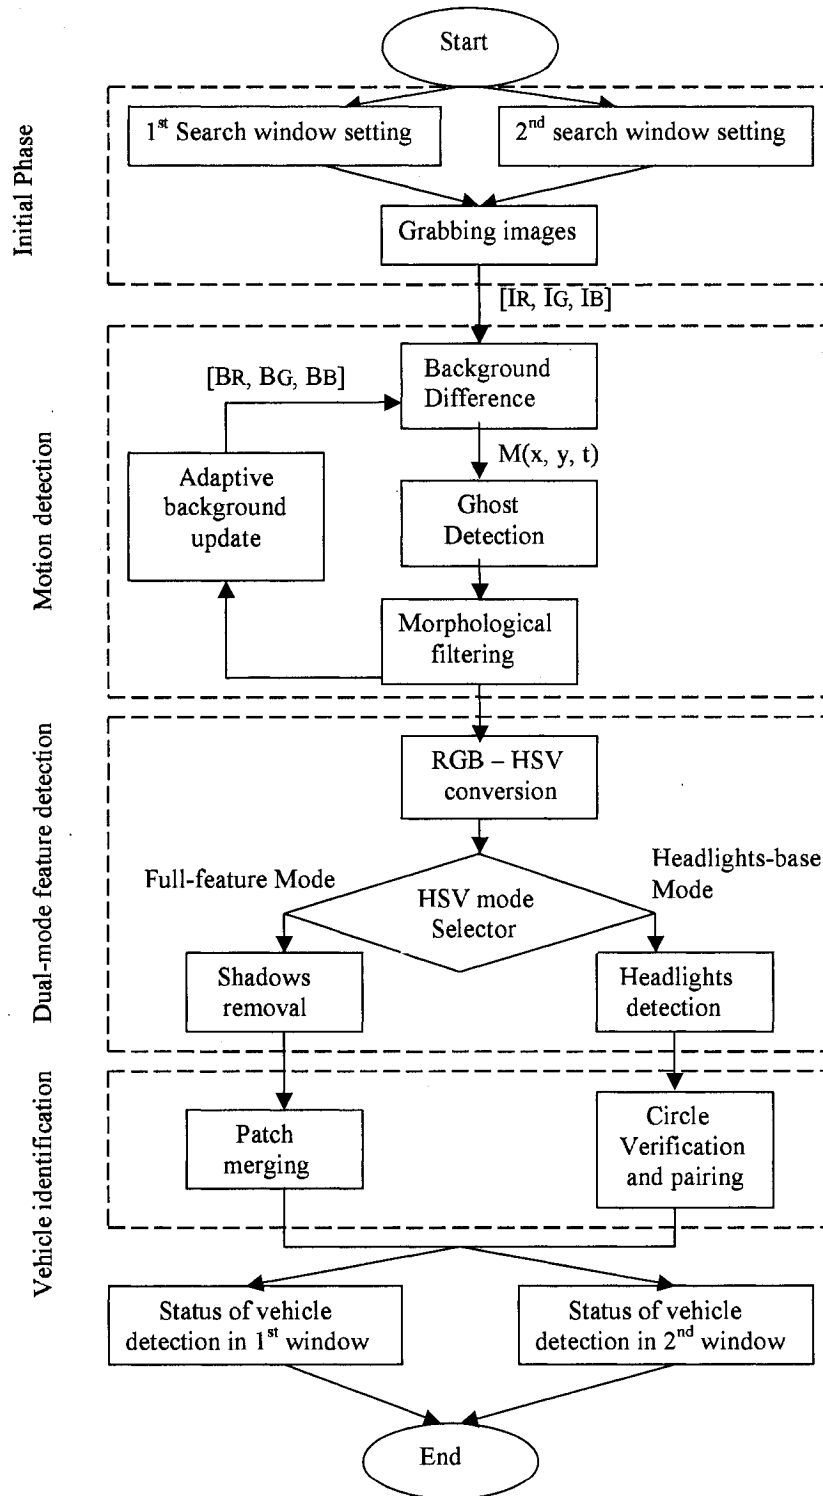 Start
Initial Phase
1st Search window setting
2nd search window setting
Grabbing images
[IR, IG, IB]
Motion detection
Background
Difference
[BR, BG, BB]
M(x, y, t)
Adaptive
background
update
Ghost
Detection
Morphological
filtering
Dual-mode feature detection
RGB – HSV
conversion
Full-feature Mode
Headlights-base
Mode
HSV mode
Selector
Shadows
removal
Headlights
detection
Vehicle identification
Patch
merging
Circle
Verification
and pairing
Status of vehicle
detection in 1st window
Status of vehicle
detection in 2nd window
End